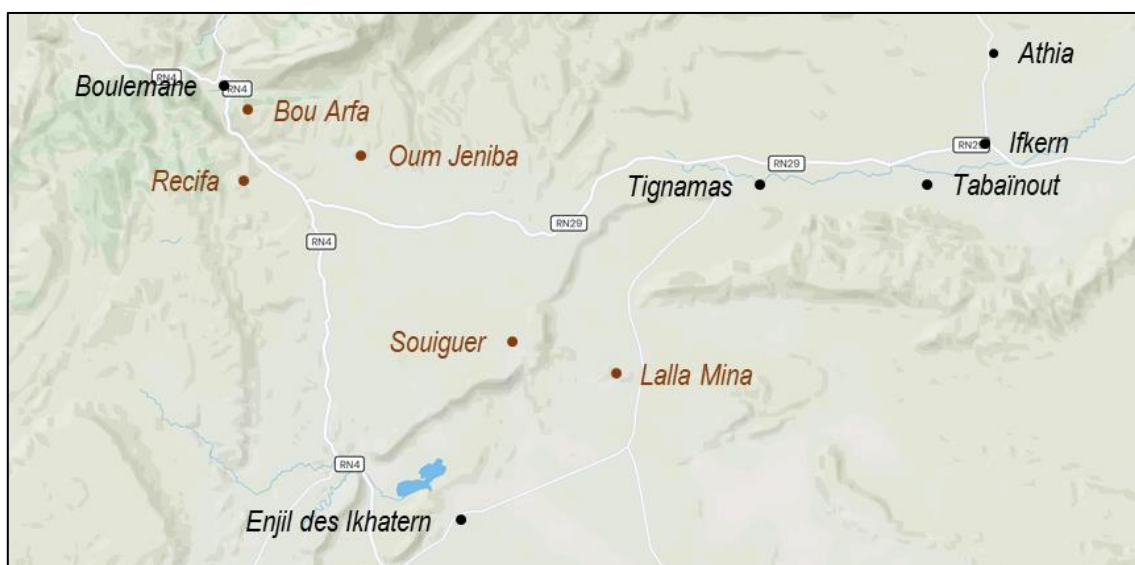 Athia
RN4
Boulemane
RN4
Bou Arfa
RN29
Ifkern
Oum Jeniba
RN29
Recifa
Tignamas
Tabaïnout
RN29
RN4
Souiguer
Lalla Mina
RN4
Enjil des Ikhatern